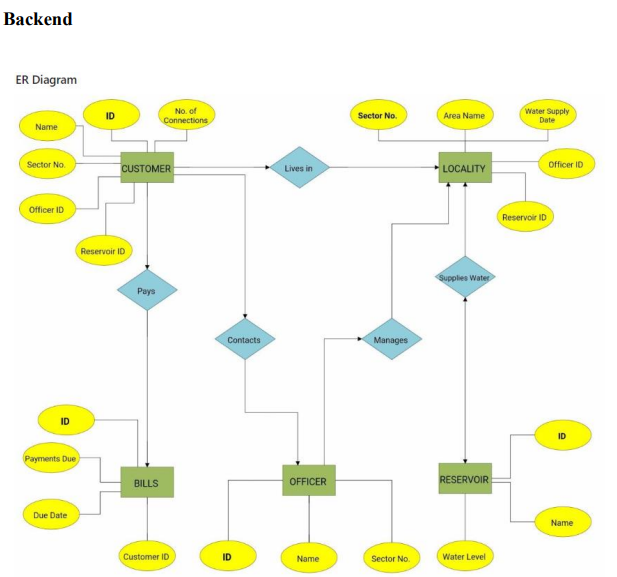 Backend
ER Diagram
ID
No. of
Connections
Name
Sector No.
Area Name
Water Supply
Date
Sector No.
CUSTOMER
Lives in
LOCALITY
Officer ID
Officer ID
Reservoir ID
Reservoir ID
Pays
Supplies Water
Contacts
Manages
ID
ID
Payments Due
BILLS
OFFICER
RESERVOIR
Due Date
Name
Customer ID
ID
Name
Sector No.
Water Level